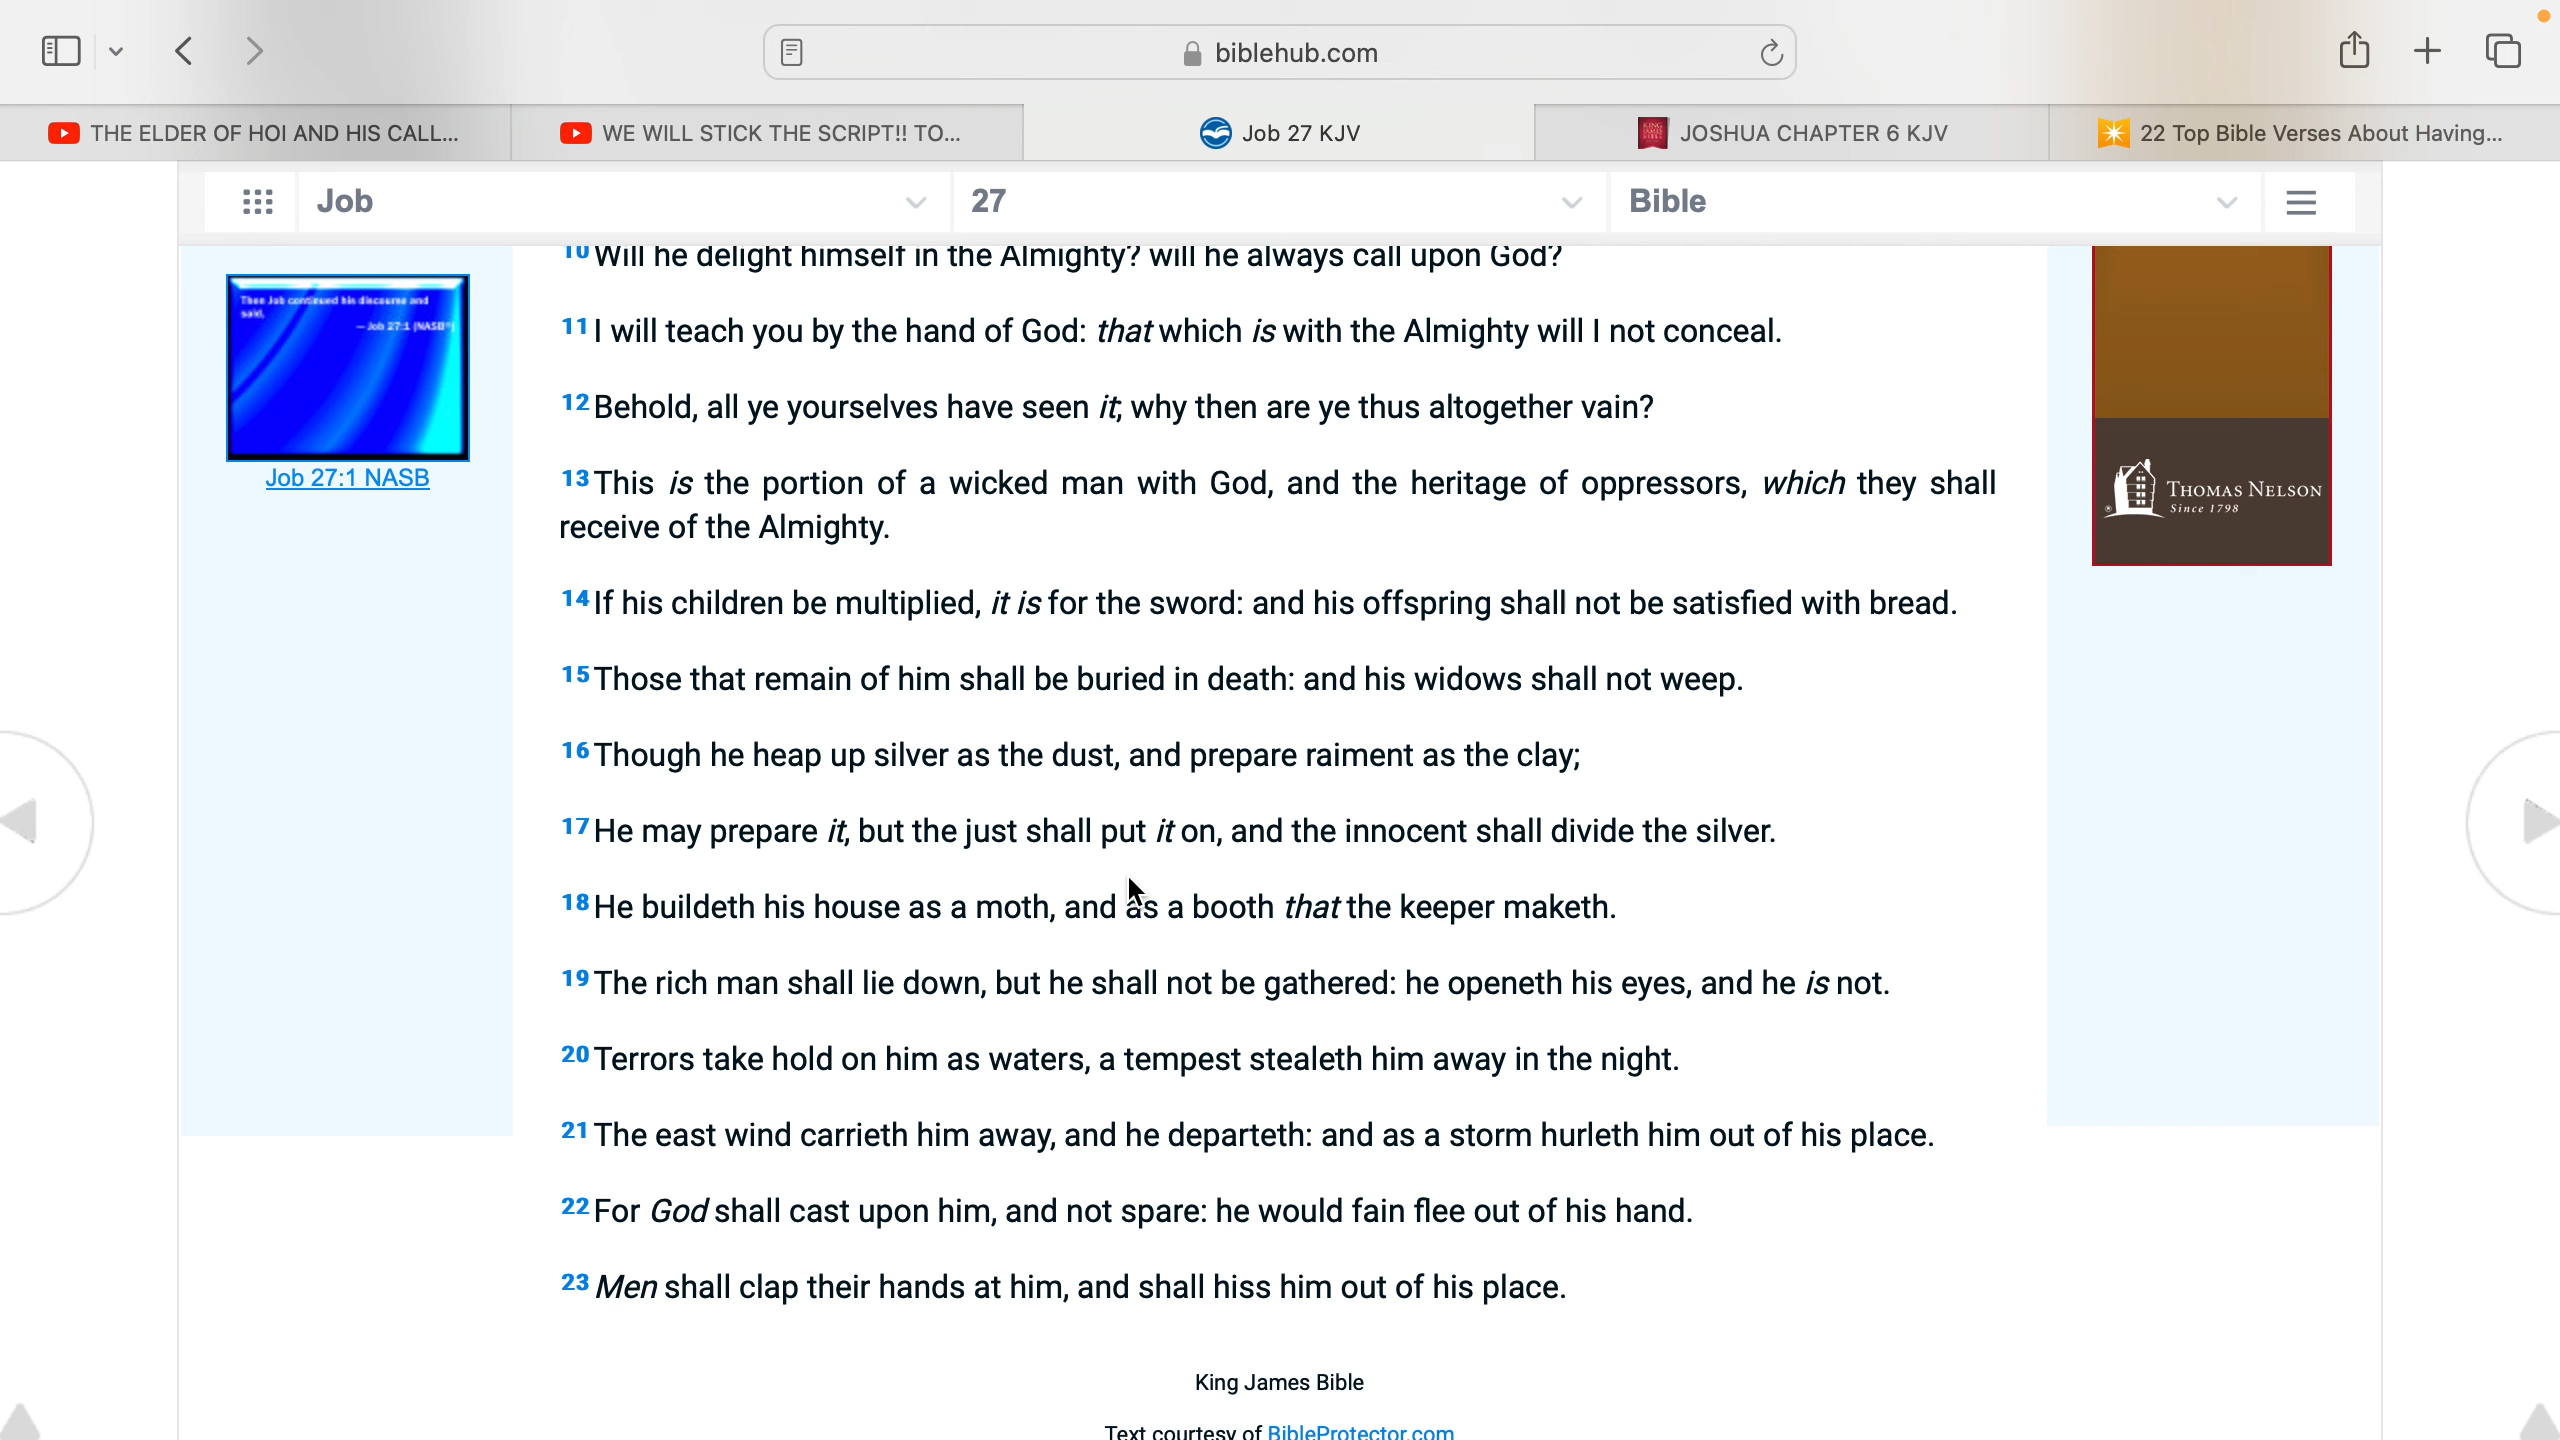 biblehub.com
THE ELDER OF HOI AND HIS CALL...
WE WILL STICK THE SCRIPT!! TO...
Job 27 KJV
JOSHUA CHAPTER 6 KJV
22 Top Bible Verses About Having...
Job
27
Bible
10 Will he delight himself in the Almighty? will he always call upon God?
Then Job continued his discourse and
said,
— Job 27:1 (NASB®)
Job 27:1 NASB
11 I will teach you by the hand of God: that which is with the Almighty will I not conceal.
12 Behold, all ye yourselves have seen it; why then are ye thus altogether vain?
13 This is the portion of a wicked man with God, and the heritage of oppressors, which they shall
receive of the Almighty.
14 If his children be multiplied, it is for the sword: and his offspring shall not be satisfied with bread.
15 Those that remain of him shall be buried in death: and his widows shall not weep.
16 Though he heap up silver as the dust, and prepare raiment as the clay;
17 He may prepare it, but the just shall put it on, and the innocent shall divide the silver.
18 He buildeth his house as a moth, and as a booth that the keeper maketh.
19 The rich man shall lie down, but he shall not be gathered: he openeth his eyes, and he is not.
20 Terrors take hold on him as waters, a tempest stealeth him away in the night.
21 The east wind carrieth him away, and he departeth: and as a storm hurleth him out of his place.
22 For God shall cast upon him, and not spare: he would fain flee out of his hand.
23 Men shall clap their hands at him, and shall hiss him out of his place.
King James Bible
Text courtesy of BibleProtector.com
THOMAS NELSON
Since 1798
KING JAMES BIBLE